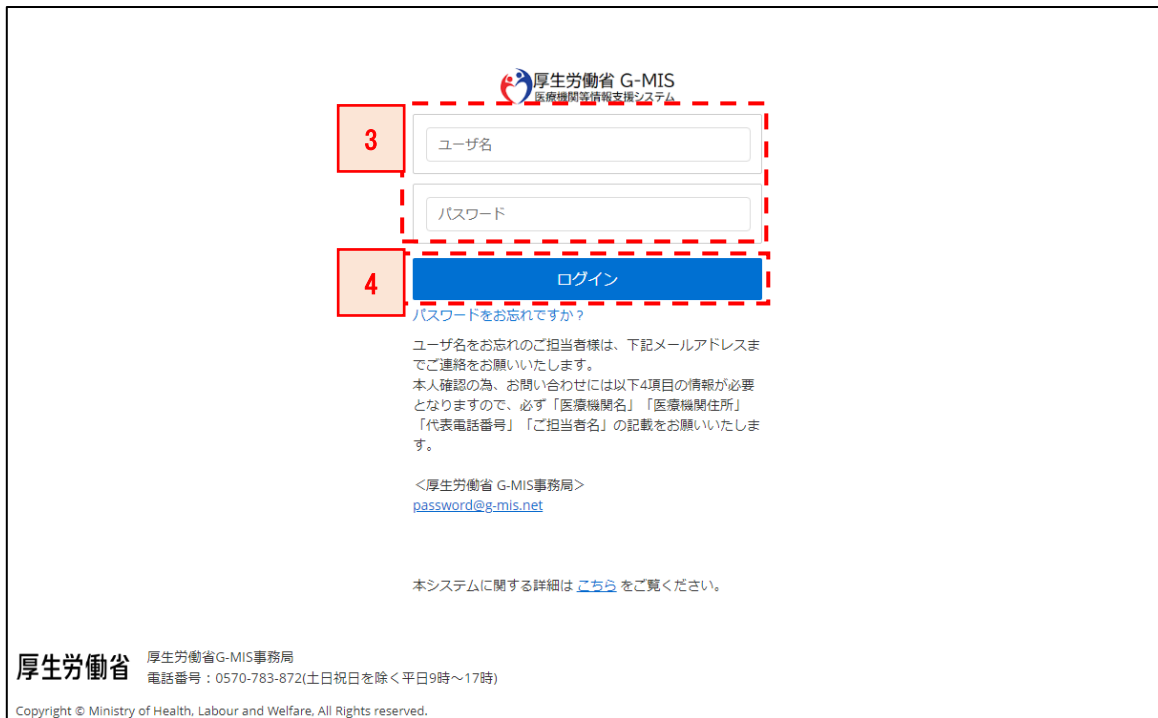 厚生労働省 G-MIS
医療機関等情報支援システム
3
ユーザ名
パスワード
4
ログイン
パスワードをお忘れですか？
ユーザ名をお忘れのご担当者様は、下記メールアドレスま
でご連絡をお願いいたします。
本人確認の為、お問い合わせには以下4項目の情報が必要
となりますので、必ず「医療機関名」「医療機関住所」
「代表電話番号」「ご担当者名」の記載をお願いいたしま
す。
＜厚生労働省 G-MIS事務局＞
password@g-mis.net
本システムに関する詳細は こちら をご覧ください。
厚生労働省
厚生労働省G-MIS事務局
電話番号：0570-783-872(土日祝日を除く平日9時～17時)
Copyright © Ministry of Health, Labour and Welfare, All Rights reserved.